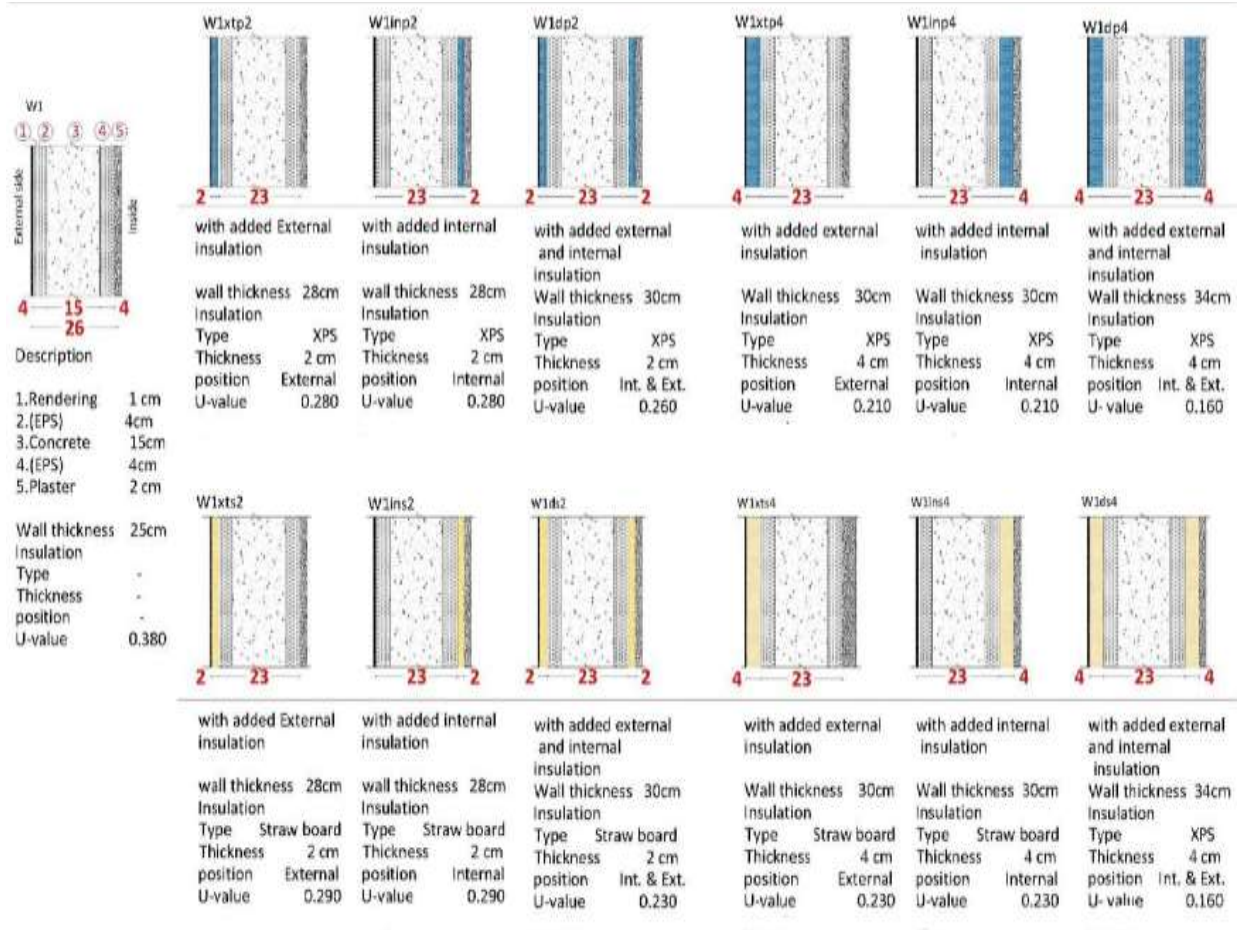 W1
① ② ③ ④ ⑤
External side
Inside
4 15 4
26
Description
1.Rendering 1 cm
2.(EPS) 4cm
3.Concrete 15cm
4.(EPS) 4cm
5.Plaster 2 cm
Wall thickness 25cm
Insulation
Type -
Thickness -
position -
U-value 0.380
W1xtp2
2 23
with added External
insulation
wall thickness 28cm
Insulation
Type XPS
Thickness 2 cm
position External
U-value 0.280
W1inp2
23 2
with added internal
insulation
wall thickness 28cm
Insulation
Type XPS
Thickness 2 cm
position Internal
U-value 0.280
W1dp2
2 23 2
with added external
and internal
insulation
Wall thickness 30cm
Insulation
Type XPS
Thickness 2 cm
position Int. & Ext.
U-value 0.260
W1xtp4
4 23
with added external
insulation
Wall thickness 30cm
Insulation
Type XPS
Thickness 4 cm
position External
U-value 0.210
W1inp4
23 4
with added internal
insulation
Wall thickness 30cm
Insulation
Type XPS
Thickness 4 cm
position Internal
U-value 0.210
W1dp4
4 23 4
with added external
and internal
insulation
Wall thickness 34cm
Insulation
Type XPS
Thickness 4 cm
position Int. & Ext.
U- value 0.160
W1xts2
2 23
with added External
insulation
wall thickness 28cm
Insulation
Type Straw board
Thickness 2 cm
position External
U-value 0.290
W1ins2
23 2
with added internal
insulation
wall thickness 28cm
Insulation
Type Straw board
Thickness 2 cm
position Internal
U-value 0.290
W1ds2
2 23 2
with added external
and internal
insulation
Wall thickness 30cm
Insulation
Type Straw board
Thickness 2 cm
position Int. & Ext.
U-value 0.230
W1xts4
4 23
with added external
insulation
Wall thickness 30cm
Insulation
Type Straw board
Thickness 4 cm
position External
U-value 0.230
W1ins4
23 4
with added internal
insulation
Wall thickness 30cm
Insulation
Type Straw board
Thickness 4 cm
position Internal
U-value 0.230
W1ds4
4 23 4
with added external
and internal
insulation
Wall thickness 34cm
Insulation
Type XPS
Thickness 4 cm
position Int. & Ext.
U- value 0.160